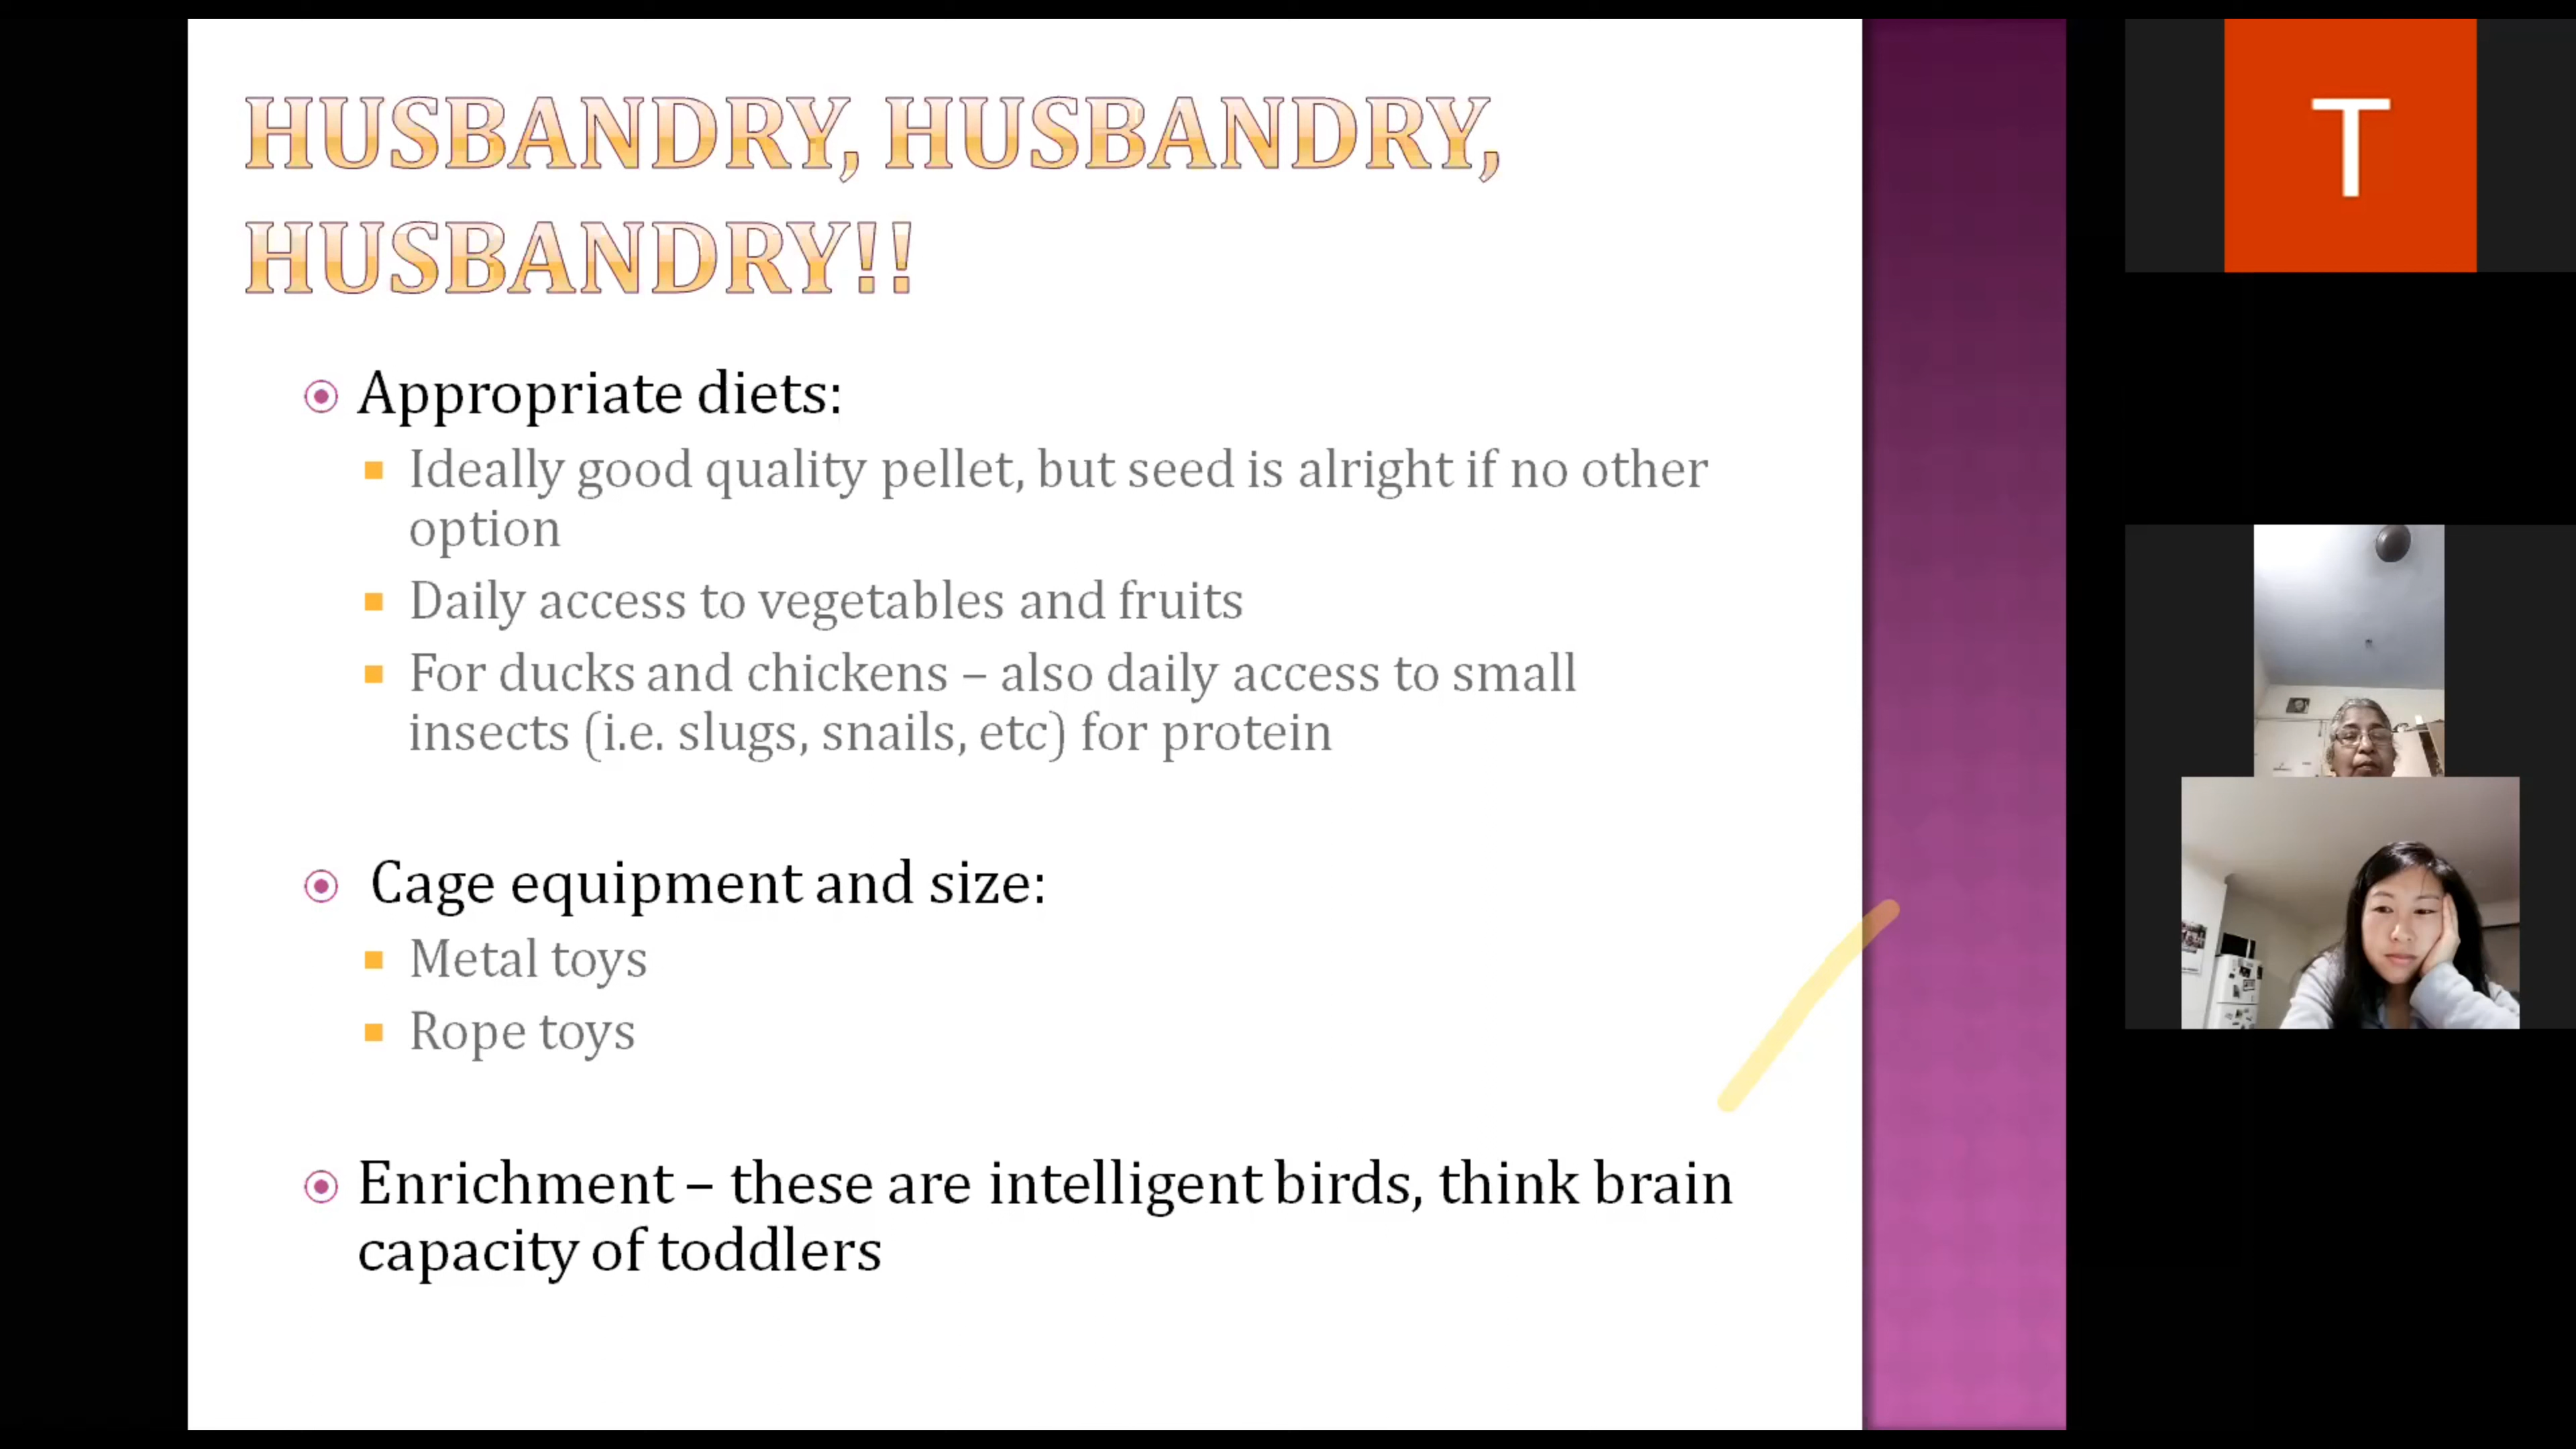 HUSBANDRY, HUSBANDRY,
HUSBANDRY!!
Appropriate diets:
Ideally good quality pellet, but seed is alright if no other
option
Daily access to vegetables and fruits
For ducks and chickens – also daily access to small
insects (i.e. slugs, snails, etc) for protein
Cage equipment and size:
Metal toys
Rope toys
Enrichment – these are intelligent birds, think brain
capacity of toddlers
T